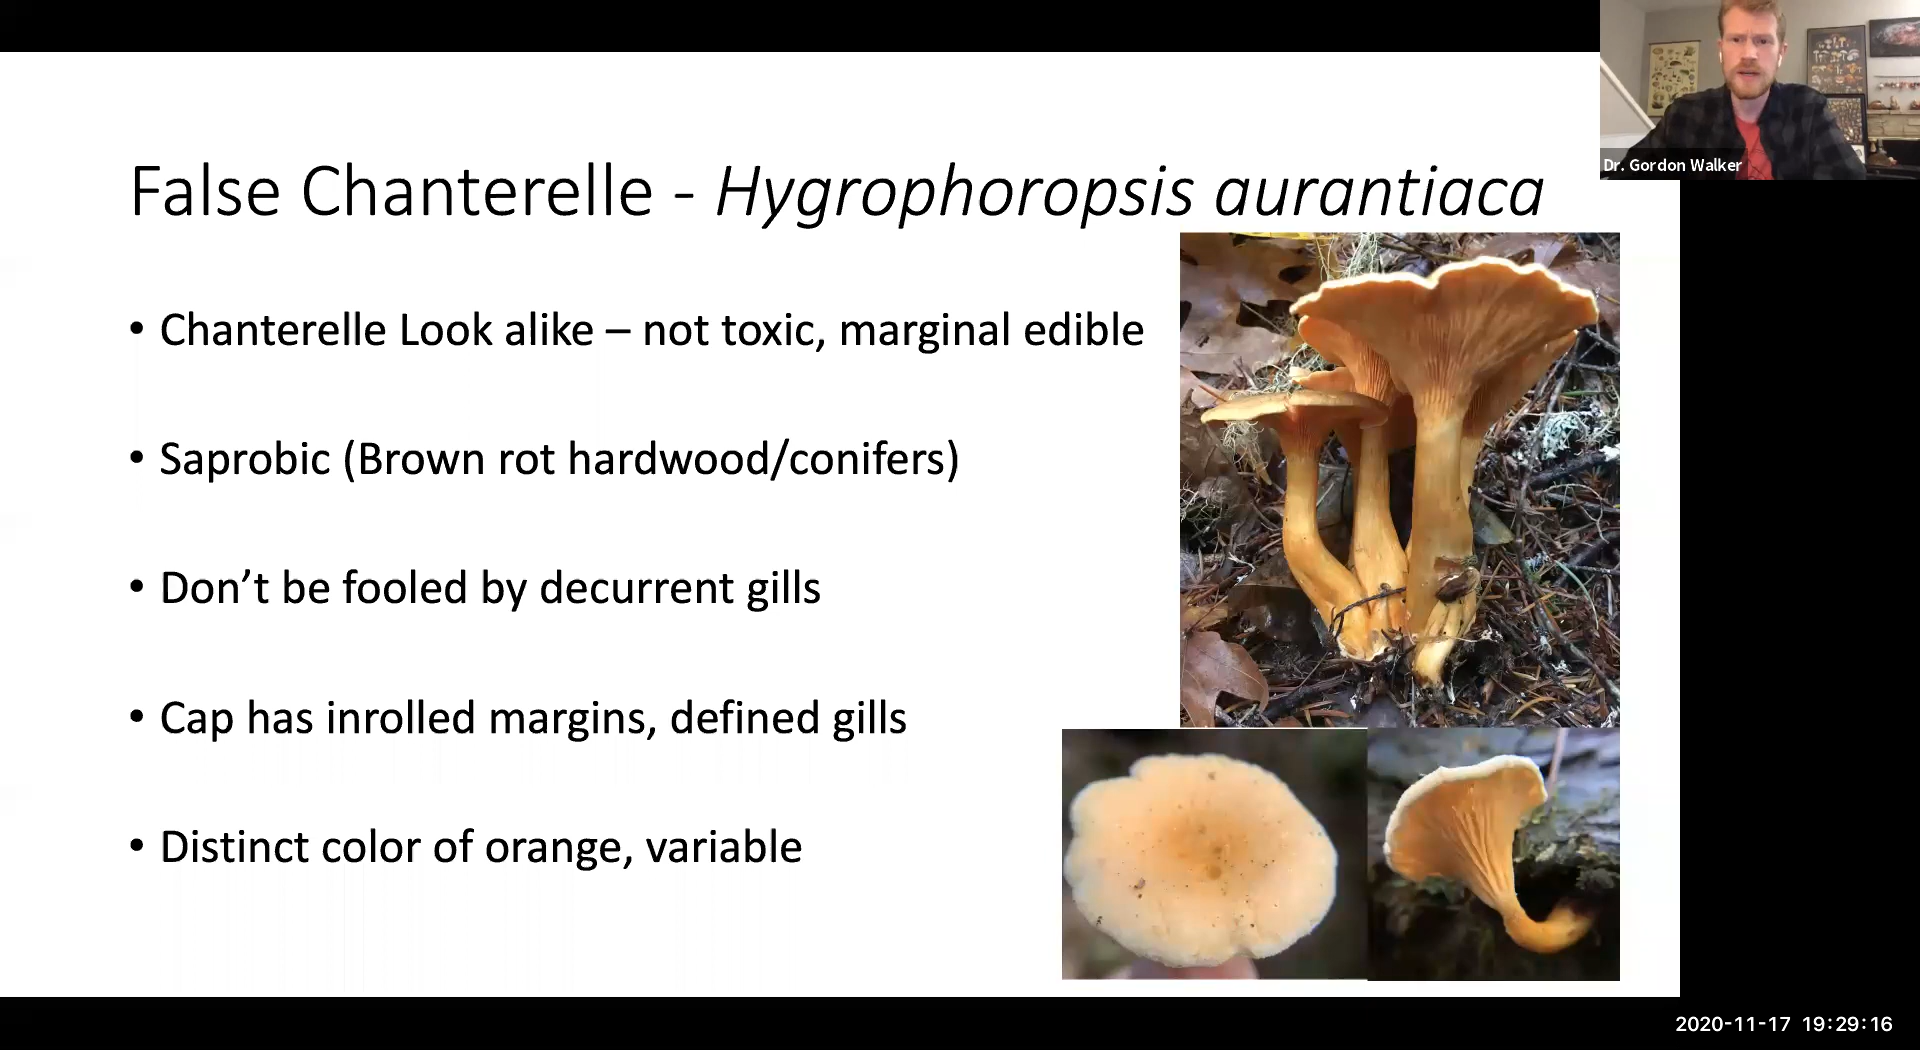 Dr. Gordon Walker
False Chanterelle - Hygrophoropsis aurantiaca
• Chanterelle Look alike – not toxic, marginal edible
• Saprobic (Brown rot hardwood/conifers)
• Don’t be fooled by decurrent gills
• Cap has inrolled margins, defined gills
• Distinct color of orange, variable
2020-11-17 19:29:16